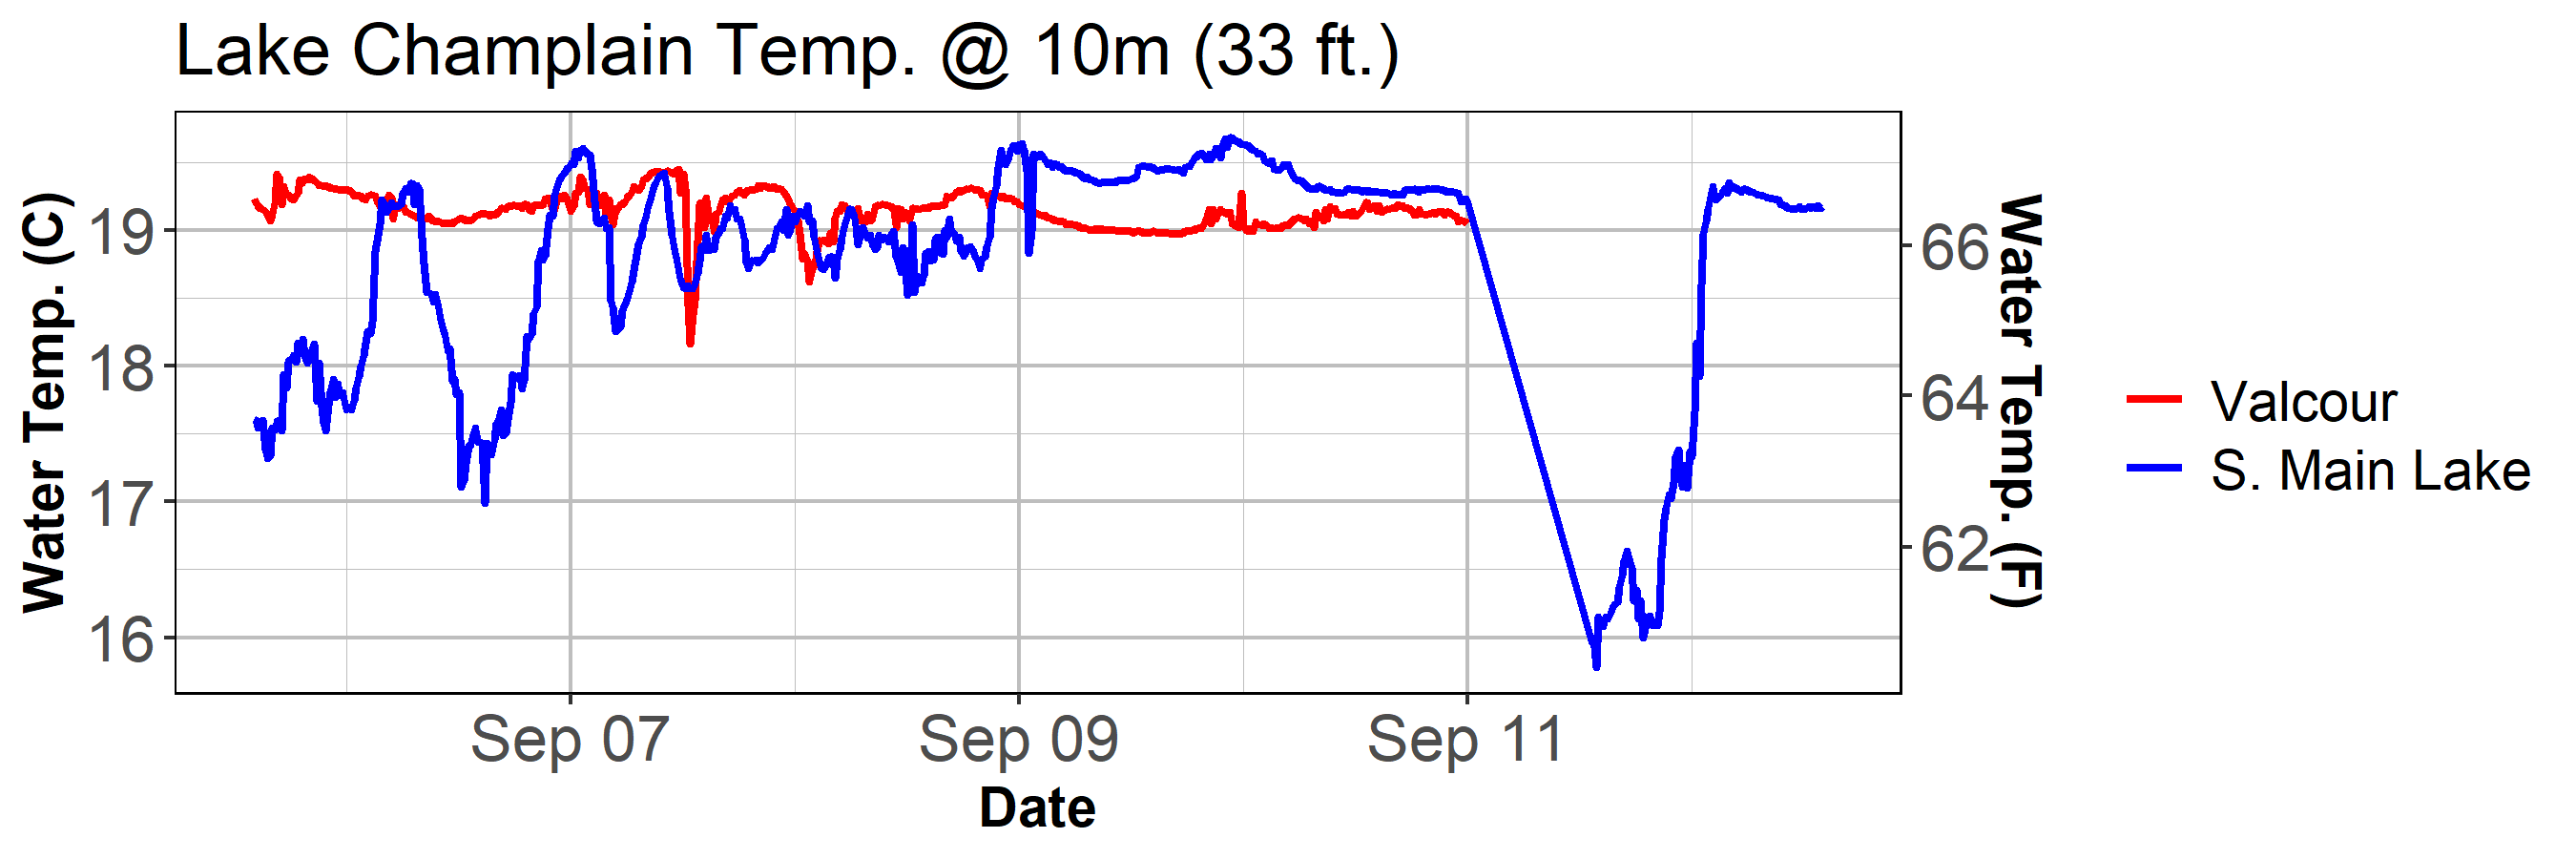 Lake Champlain Temp. @ 10m (33 ft.)
Water Temp. (C)
19
18
17
16
66
64
62
Water Temp. (F)
Sep 07
Sep 09
Sep 11
Date
Valcour
S. Main Lake